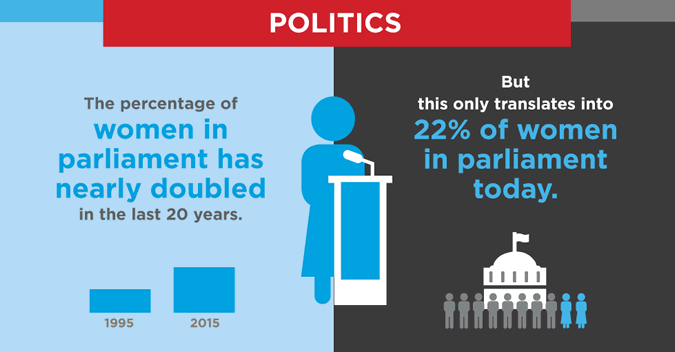 POLITICS
The percentage of
women in
parliament has
nearly doubled
in the last 20 years.
1995
2015
But
this only translates into
22% of women
in parliament
today.